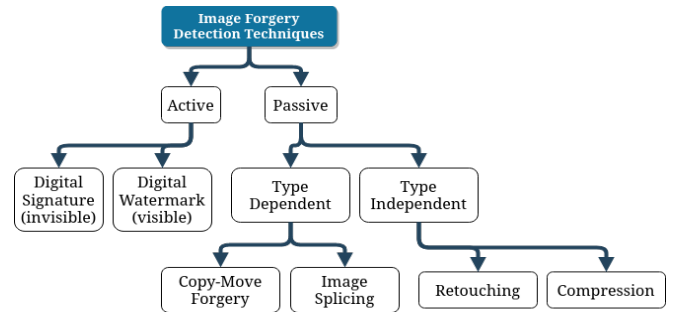 Image Forgery
Detection Techniques
Active
Passive
Digital
Signature
(invisible)
Digital
Watermark
(visible)
Type
Dependent
Type
Independent
Copy-Move
Forgery
Image
Splicing
Retouching
Compression